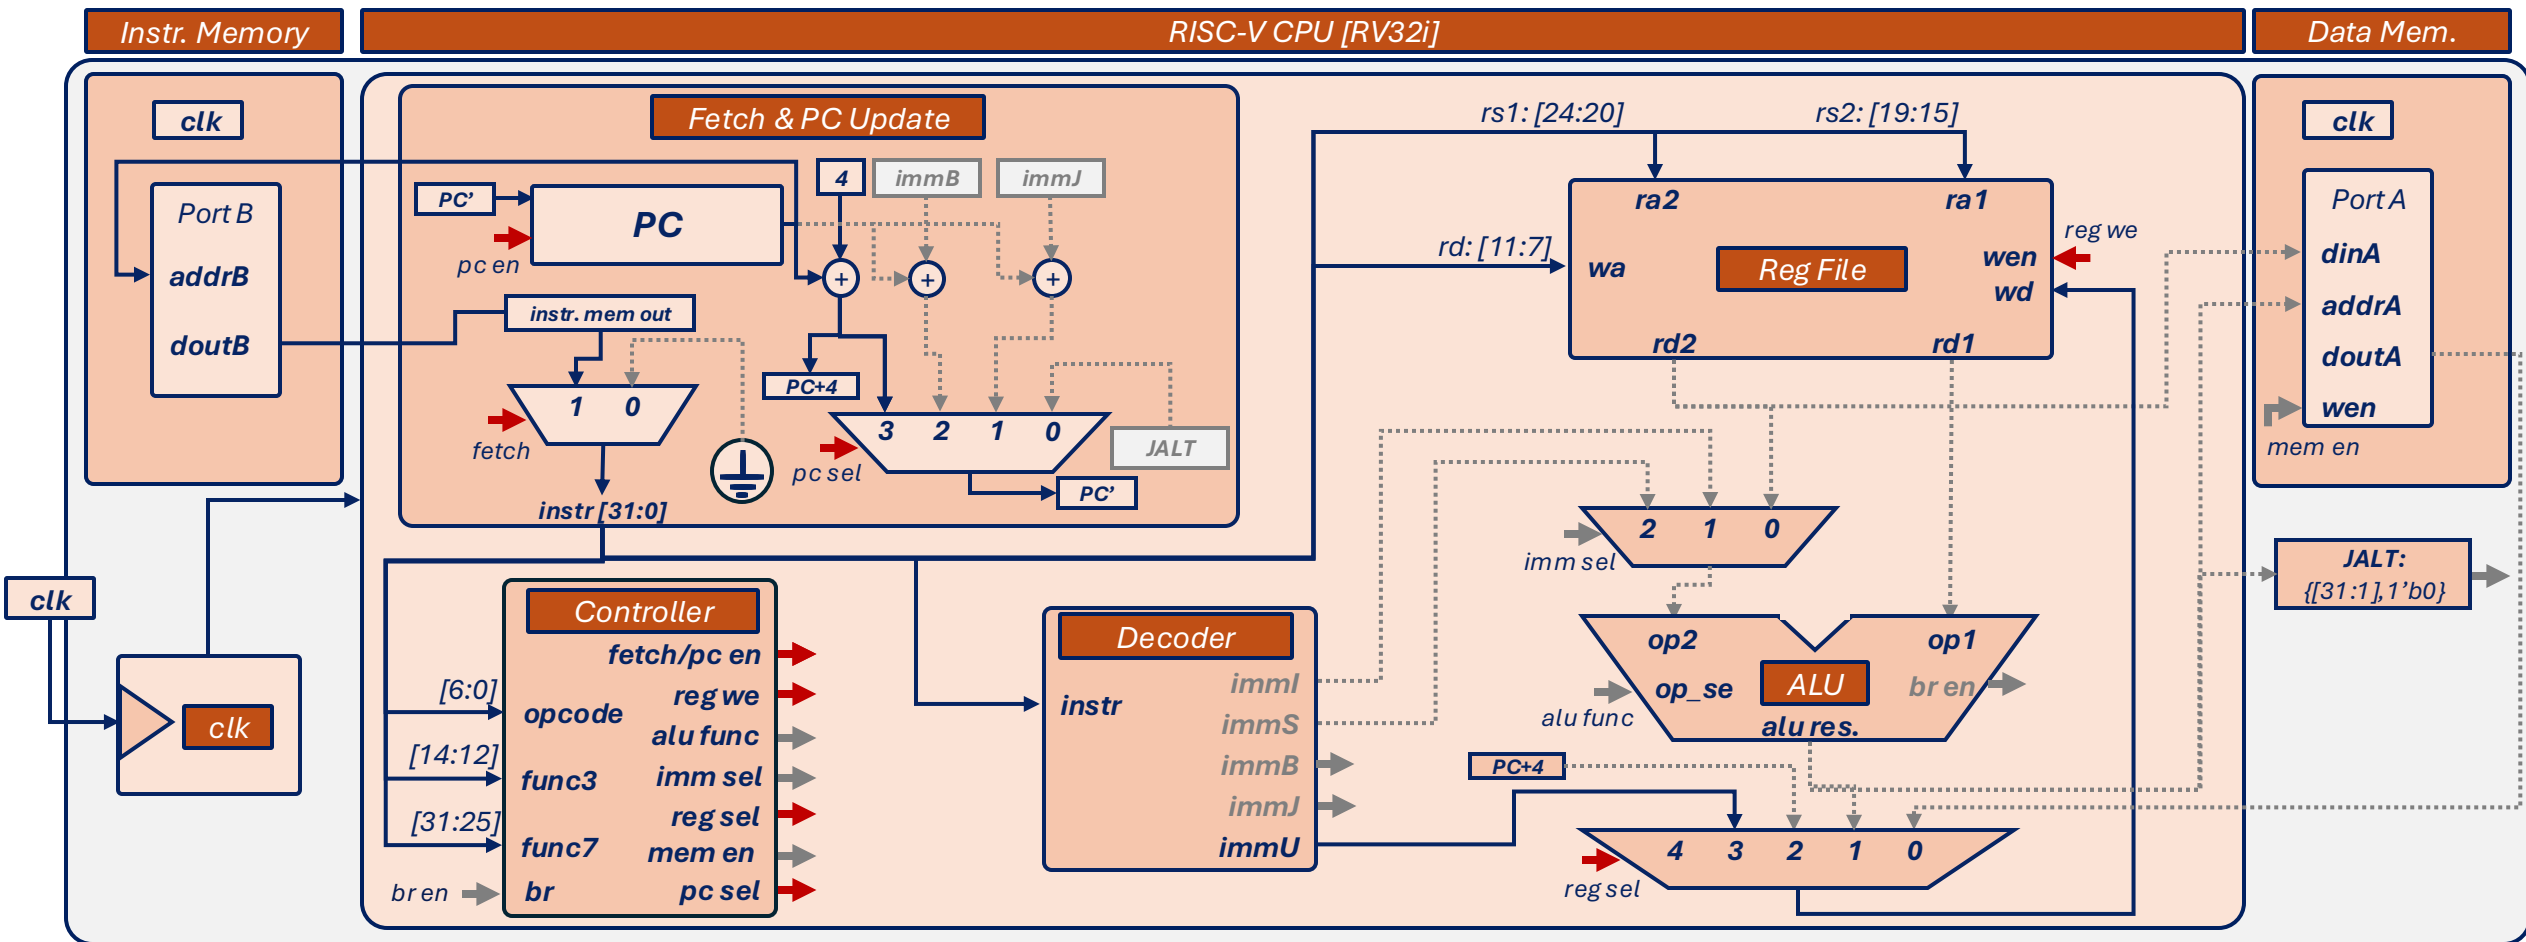 Instr. Memory
RISC-V CPU [RV32i]
Data Mem.
clk
Port B
addrB
doutB
Fetch & PC Update
PC'
PC
pc en
4
immB
immJ
+
+
+
instr. mem out
1 0
fetch
instr [31:0]
PC+4
3 2 1 0
pc sel
JALT
PC'
rs1: [24:20]
rs2: [19:15]
rd: [11:7]
ra2
ra1
wa
Reg File
wen
wd
reg we
rd2
rd1
clk
Port A
dinA
addrA
doutA
wen
mem en
2 1 0
imm sel
JALT:
{[31:1],1'b0}
op2
op1
op_se
ALU
br en
alu res.
alu func
PC+4
4 3 2 1 0
reg sel
clk
clk
Controller
fetch/pc en
[6:0]
opcode
reg we
alu func
[14:12]
func3
imm sel
reg sel
[31:25]
func7
mem en
br en
br
pc sel
Decoder
instr
immI
immS
immB
immJ
immU